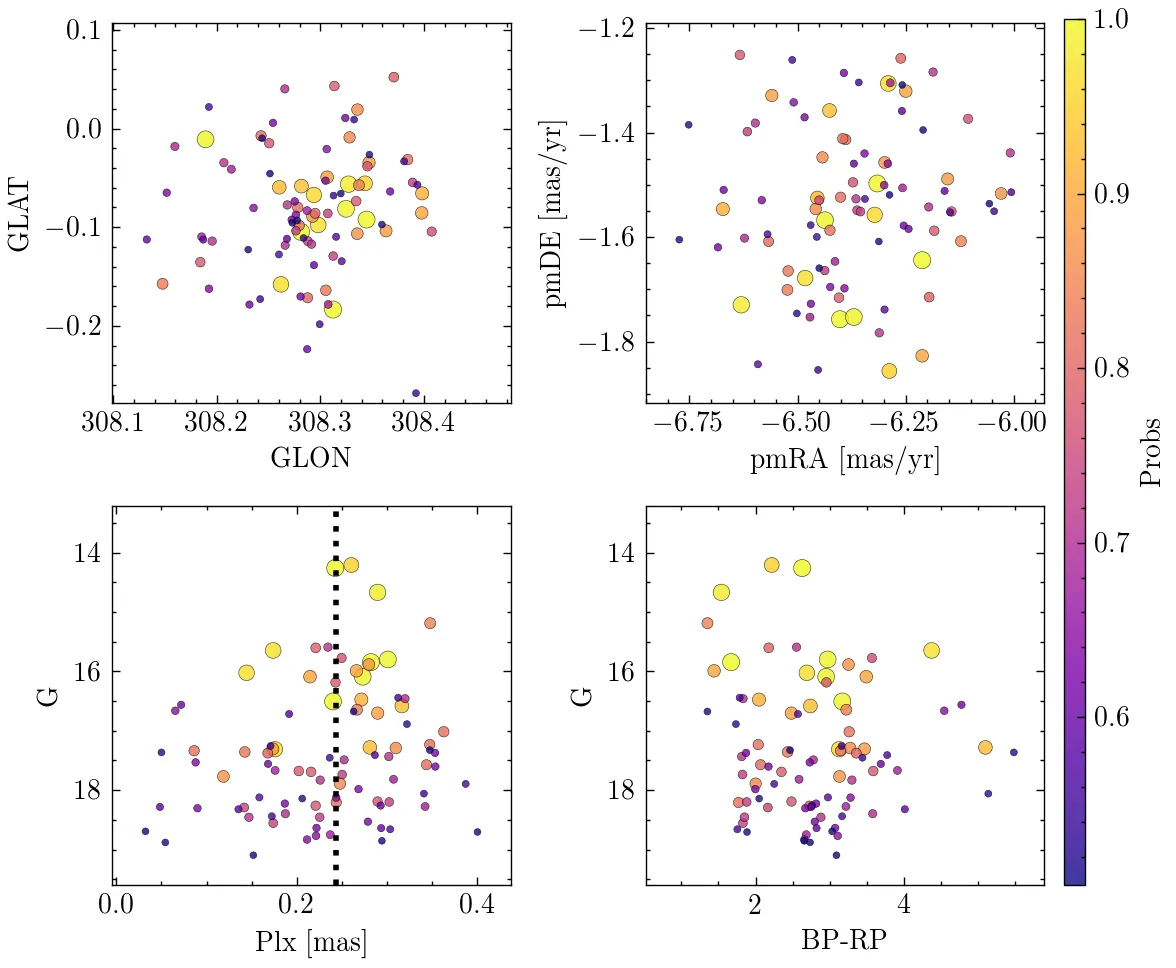 0.1
0.0
−0.1
−0.2
GLAT
308.1 308.2 308.3 308.4
GLON
−1.2
−1.4
−1.6
−1.8
pmDE [mas/yr]
−6.75 −6.50 −6.25 −6.00
pmRA [mas/yr]
1.0
0.9
0.8
0.7
0.6
Probs
14
16
18
G
0.0 0.2 0.4
Plx [mas]
14
16
18
G
2 4
BP-RP